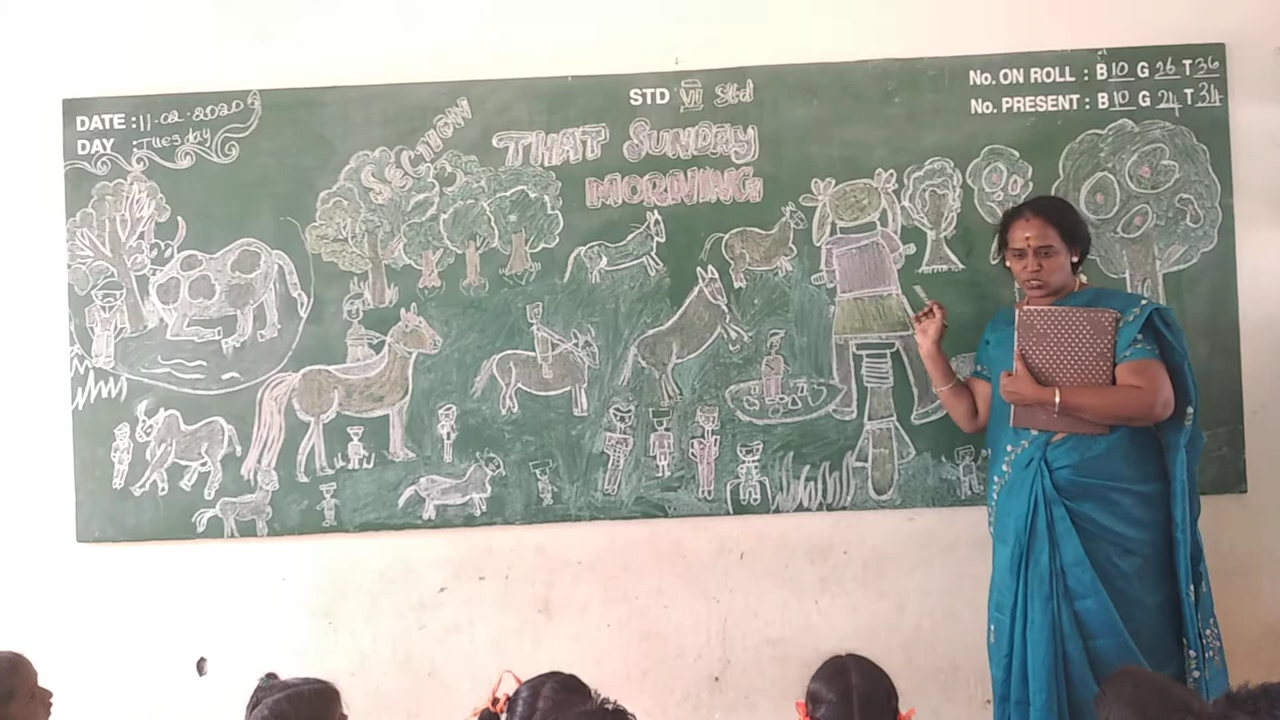 DATE : 11-02-2020
DAY : Tuesday
SECTION
STD VI Std
THAT SUNDAY
MORNING
No. ON ROLL : B 10 G 26 T 36
No. PRESENT : B 10 G 24 T 34